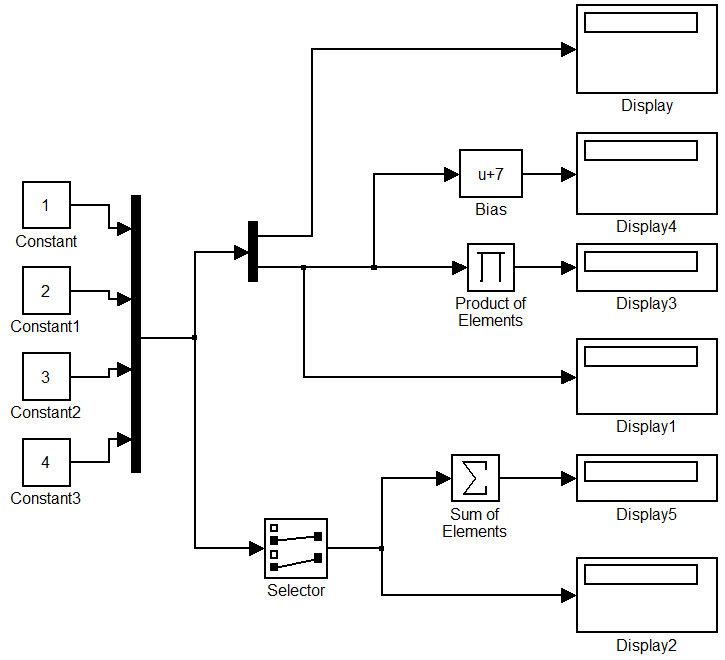 Display
u+7
Bias
Display4
1
Constant
2
Constant1
Product of
Elements
Display3
3
Constant2
Display1
4
Constant3
Sum of
Elements
Display5
Selector
Display2